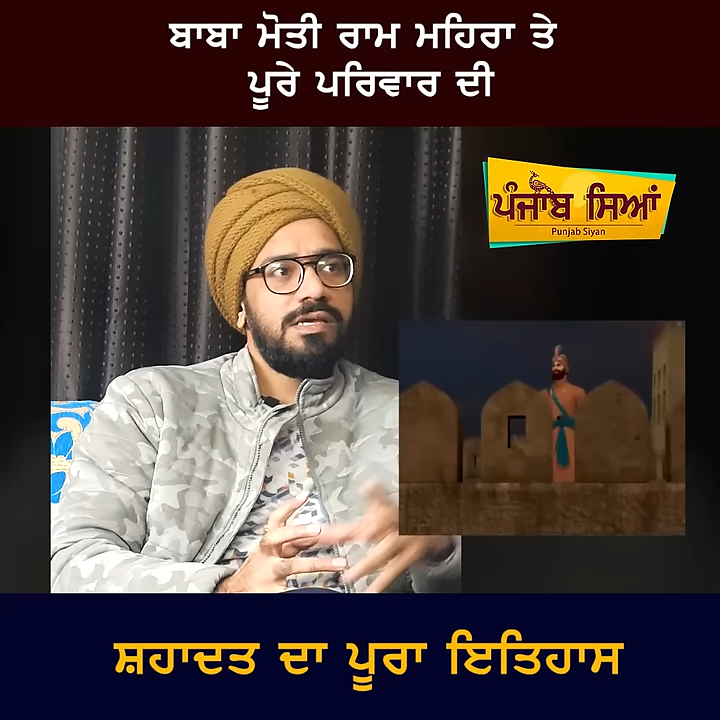 ਬਾਬਾ ਮੋਤੀ ਰਾਮ ਮਹਿਰਾ ਤੇ
ਪੂਰੇ ਪਰਿਵਾਰ ਦੀ
ਪੰਜਾਬ ਸਿਆਂ
Punjab Siyan
ਸ਼ਹਾਦਤ ਦਾ ਪੂਰਾ ਇਤਿਹਾਸ